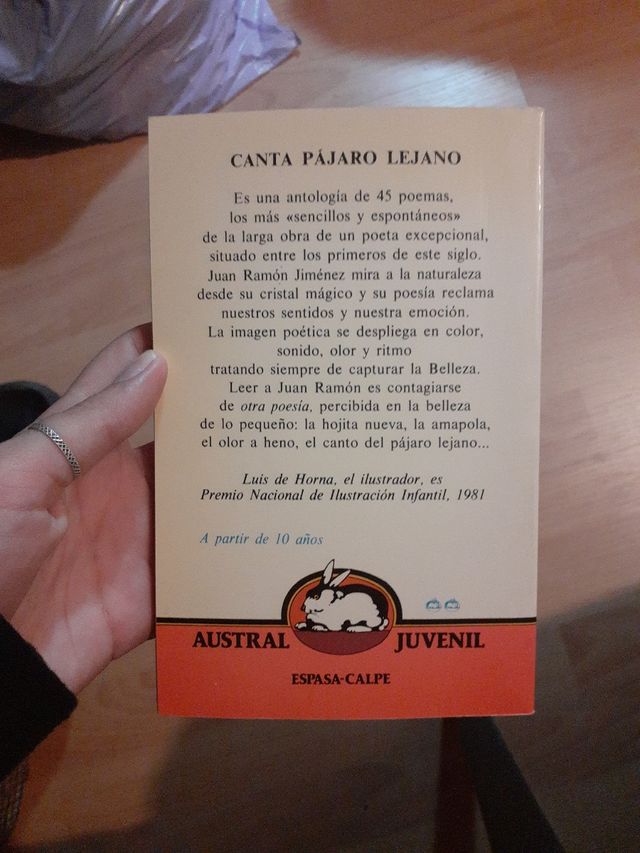 CANTA PÁJARO LEJANO
Es una antología de 45 poemas,
los más «sencillos y espontáneos»
de la larga obra de un poeta excepcional,
situado entre los primeros de este siglo.
Juan Ramón Jiménez mira a la naturaleza
desde su cristal mágico y su poesía reclama
nuestros sentidos y nuestra emoción.
La imagen poética se despliega en color,
sonido, olor y ritmo
tratando siempre de capturar la Belleza.
Leer a Juan Ramón es contagiarse
de otra poesía, percibida en la belleza
de lo pequeño: la hojita nueva, la amapola,
el olor a heno, el canto del pájaro lejano...
Luis de Horna, el ilustrador, es
Premio Nacional de Ilustración Infantil, 1981
A partir de 10 años
AUSTRAL JUVENIL
ESPASA-CALPE